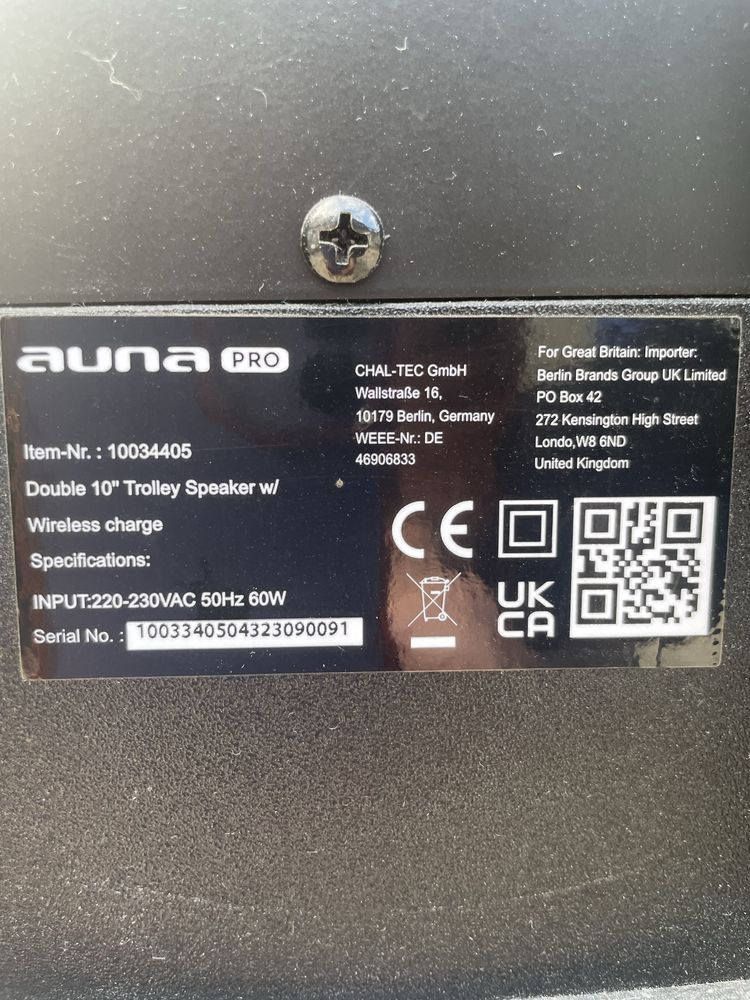 auna PRO
Item-Nr. : 10034405
Double 10" Trolley Speaker w/
Wireless charge
Specifications:
INPUT:220-230VAC 50Hz 60W
Serial No. : 1003340504323090091
CHAL-TEC GmbH
Wallstraße 16,
10179 Berlin, Germany
WEEE-Nr.: DE
46906833
For Great Britain: Importer:
Berlin Brands Group UK Limited
PO Box 42
272 Kensington High Street
Londo,W8 6ND
United Kingdom
CE
UK
CA